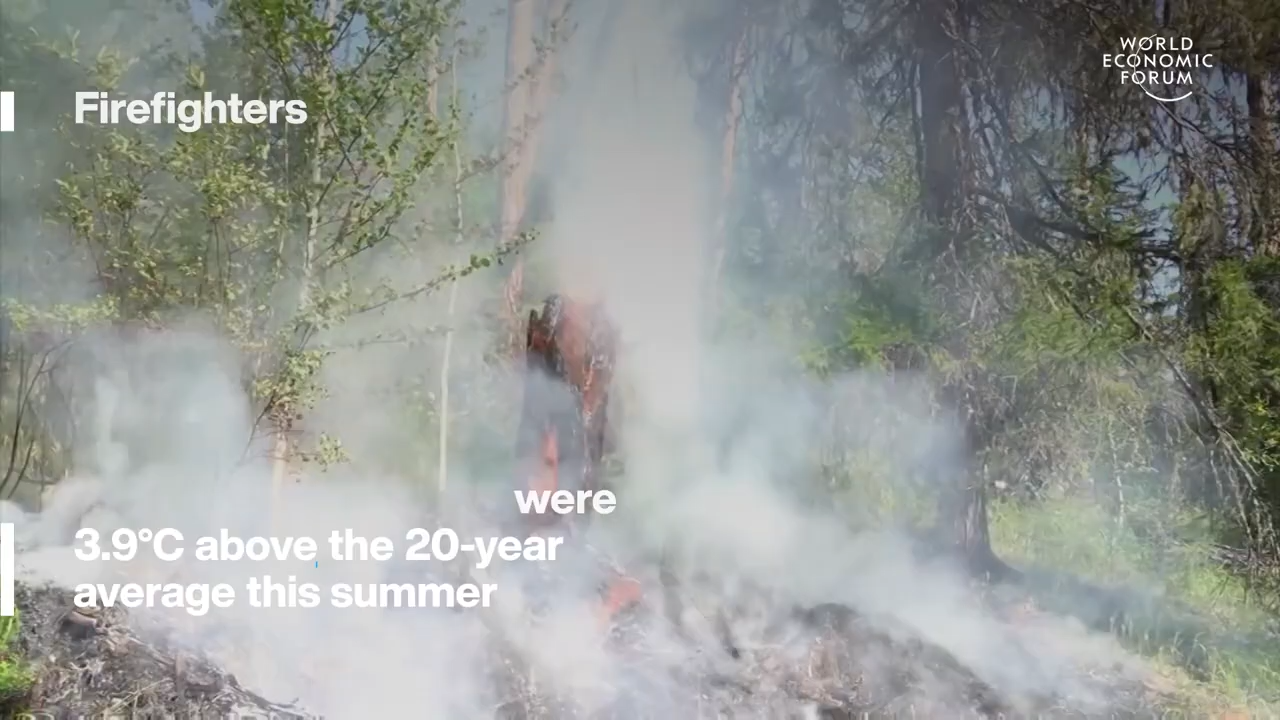 WORLD
ECONOMIC
FORUM
Firefighters
were
3.9°C above the 20-year
average this summer